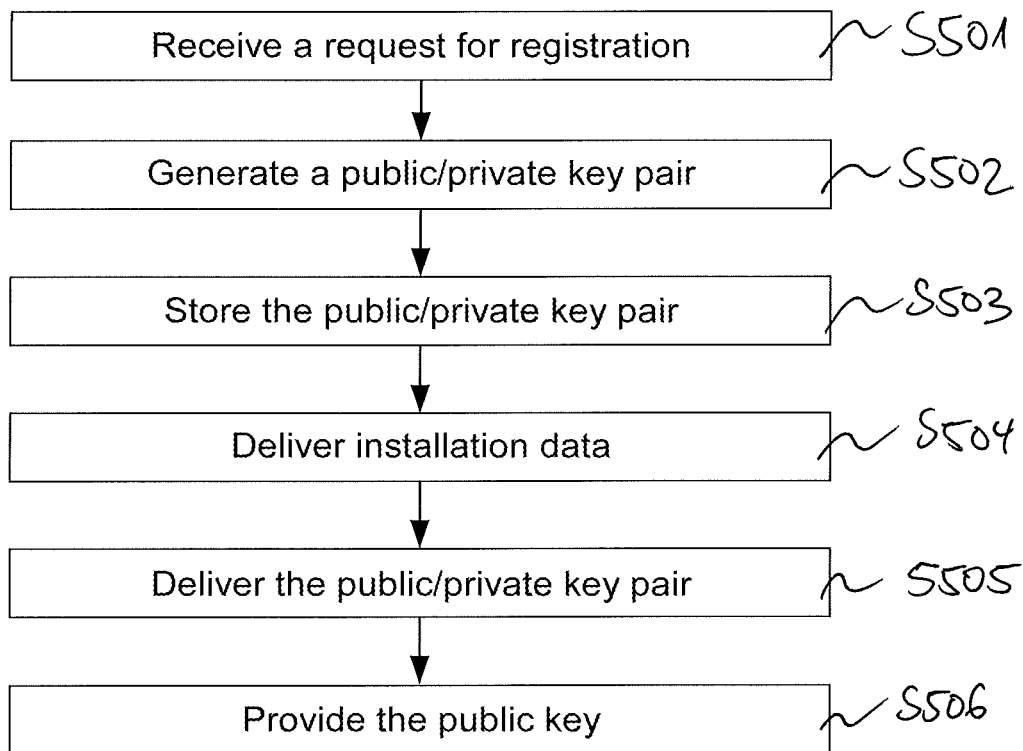 Receive a request for registration S501
Generate a public/private key pair S502
Store the public/private key pair S503
Deliver installation data S504
Deliver the public/private key pair S505
Provide the public key S506